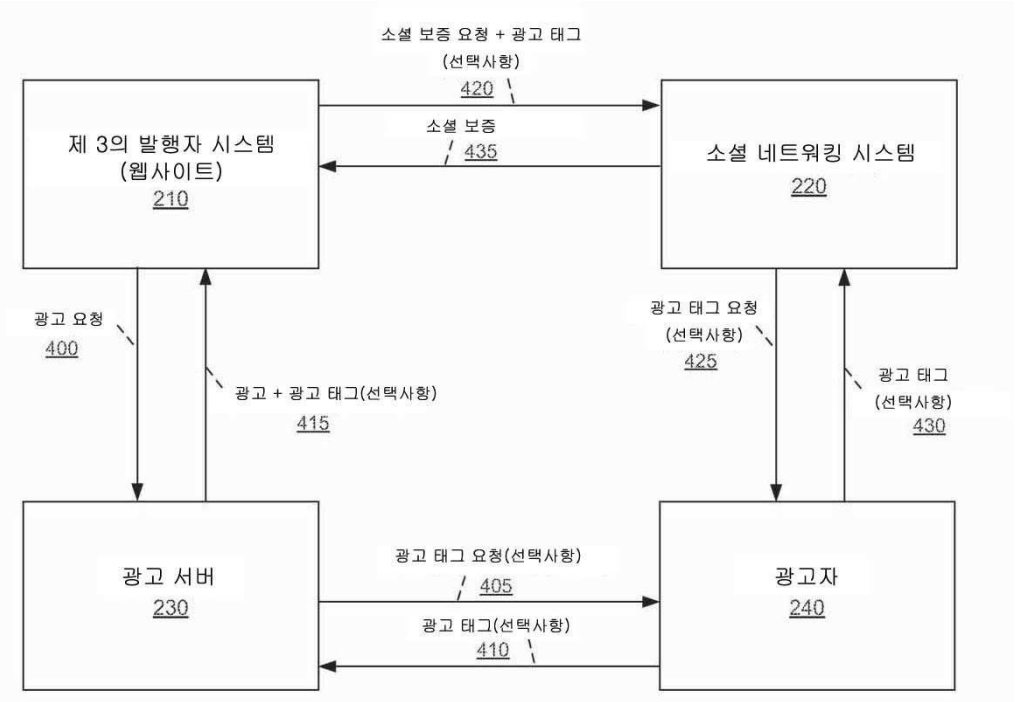 소셜 보증 요청 + 광고 태그
(선택사항)
420
소셜 보증
435
제 3의 발행자 시스템
(웹사이트)
210
소셜 네트워킹 시스템
220
광고 요청
400
광고 + 광고 태그(선택사항)
415
광고 태그 요청
(선택사항)
425
광고 태그
(선택사항)
430
광고 서버
230
광고 태그 요청(선택사항)
405
광고 태그(선택사항)
410
광고자
240